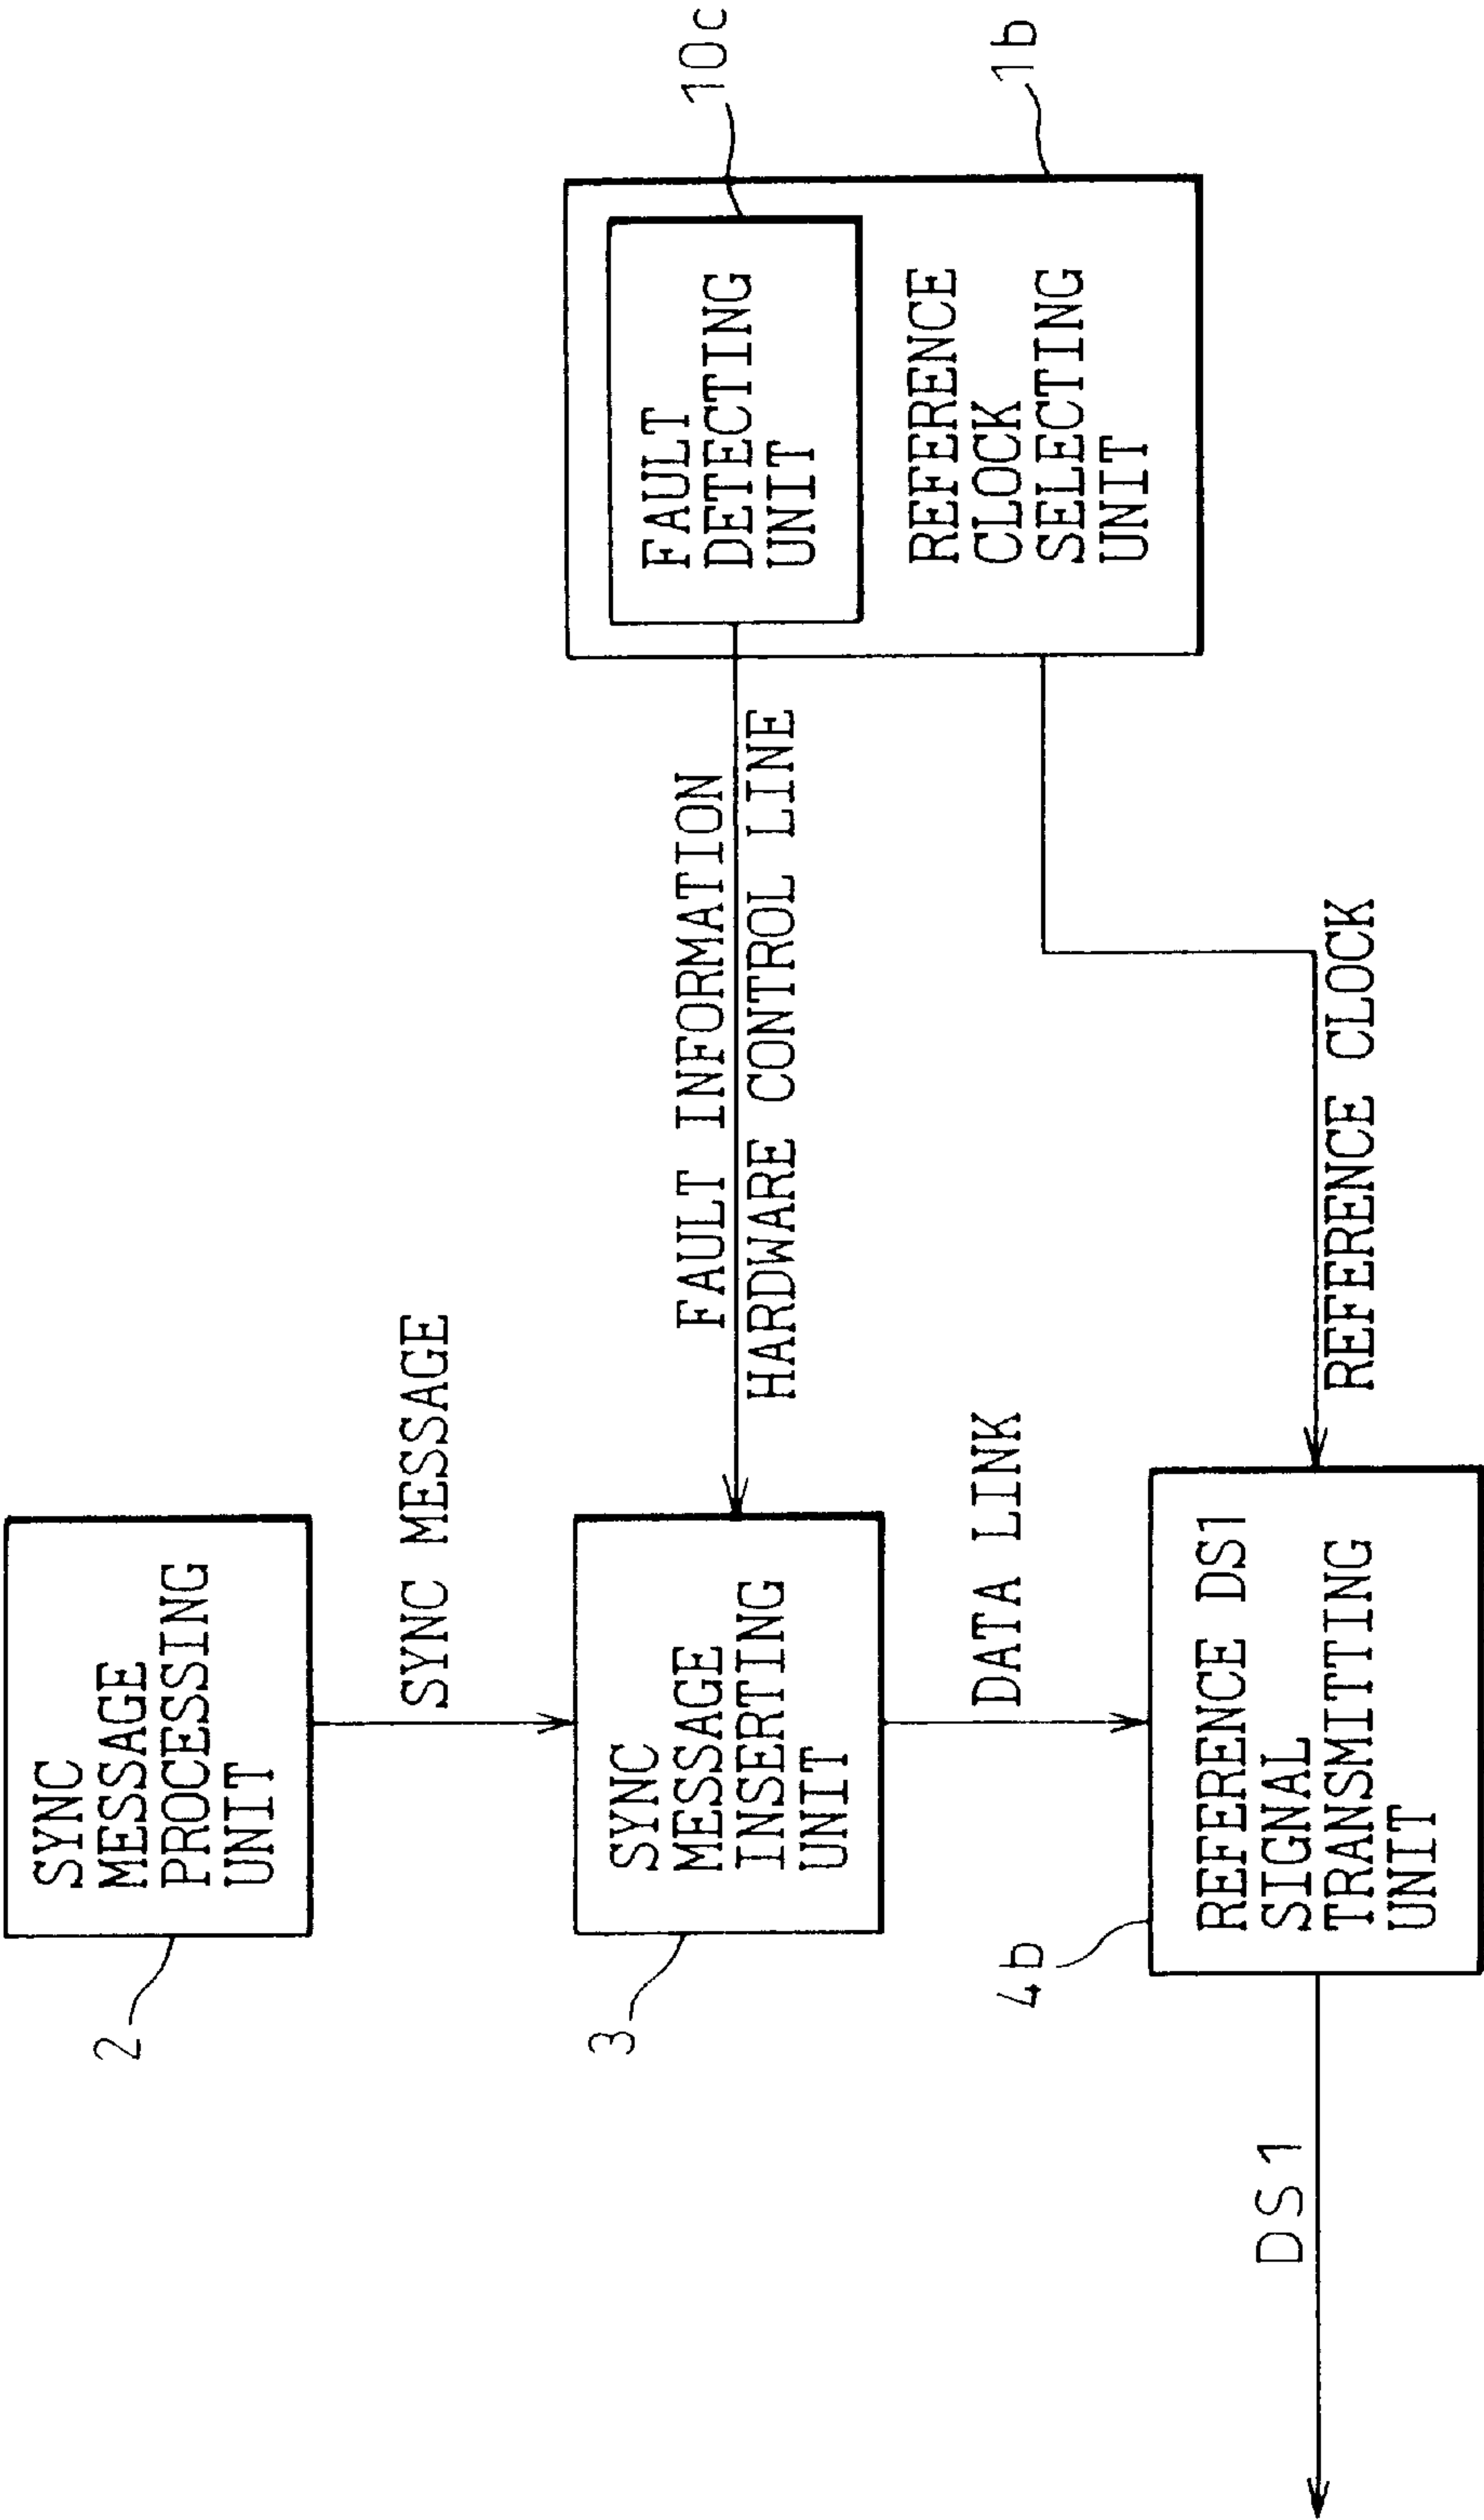 2
SYNC
MESSAGE
PROCESSING
UNIT
SYNC MESSAGE
3
SYNC
MESSAGE
INSERTING
UNIT
FAULT INFORMATION
HARDWARE CONTROL LINE
FAULT
DETECTING
UNIT
10c
REFERENCE
CLOCK
SELECTING
UNIT
1b
DATA LINK
4b
REFERENCE DS1
SIGNAL
TRANSMITTING
UNIT
REFERENCE CLOCK
DS1